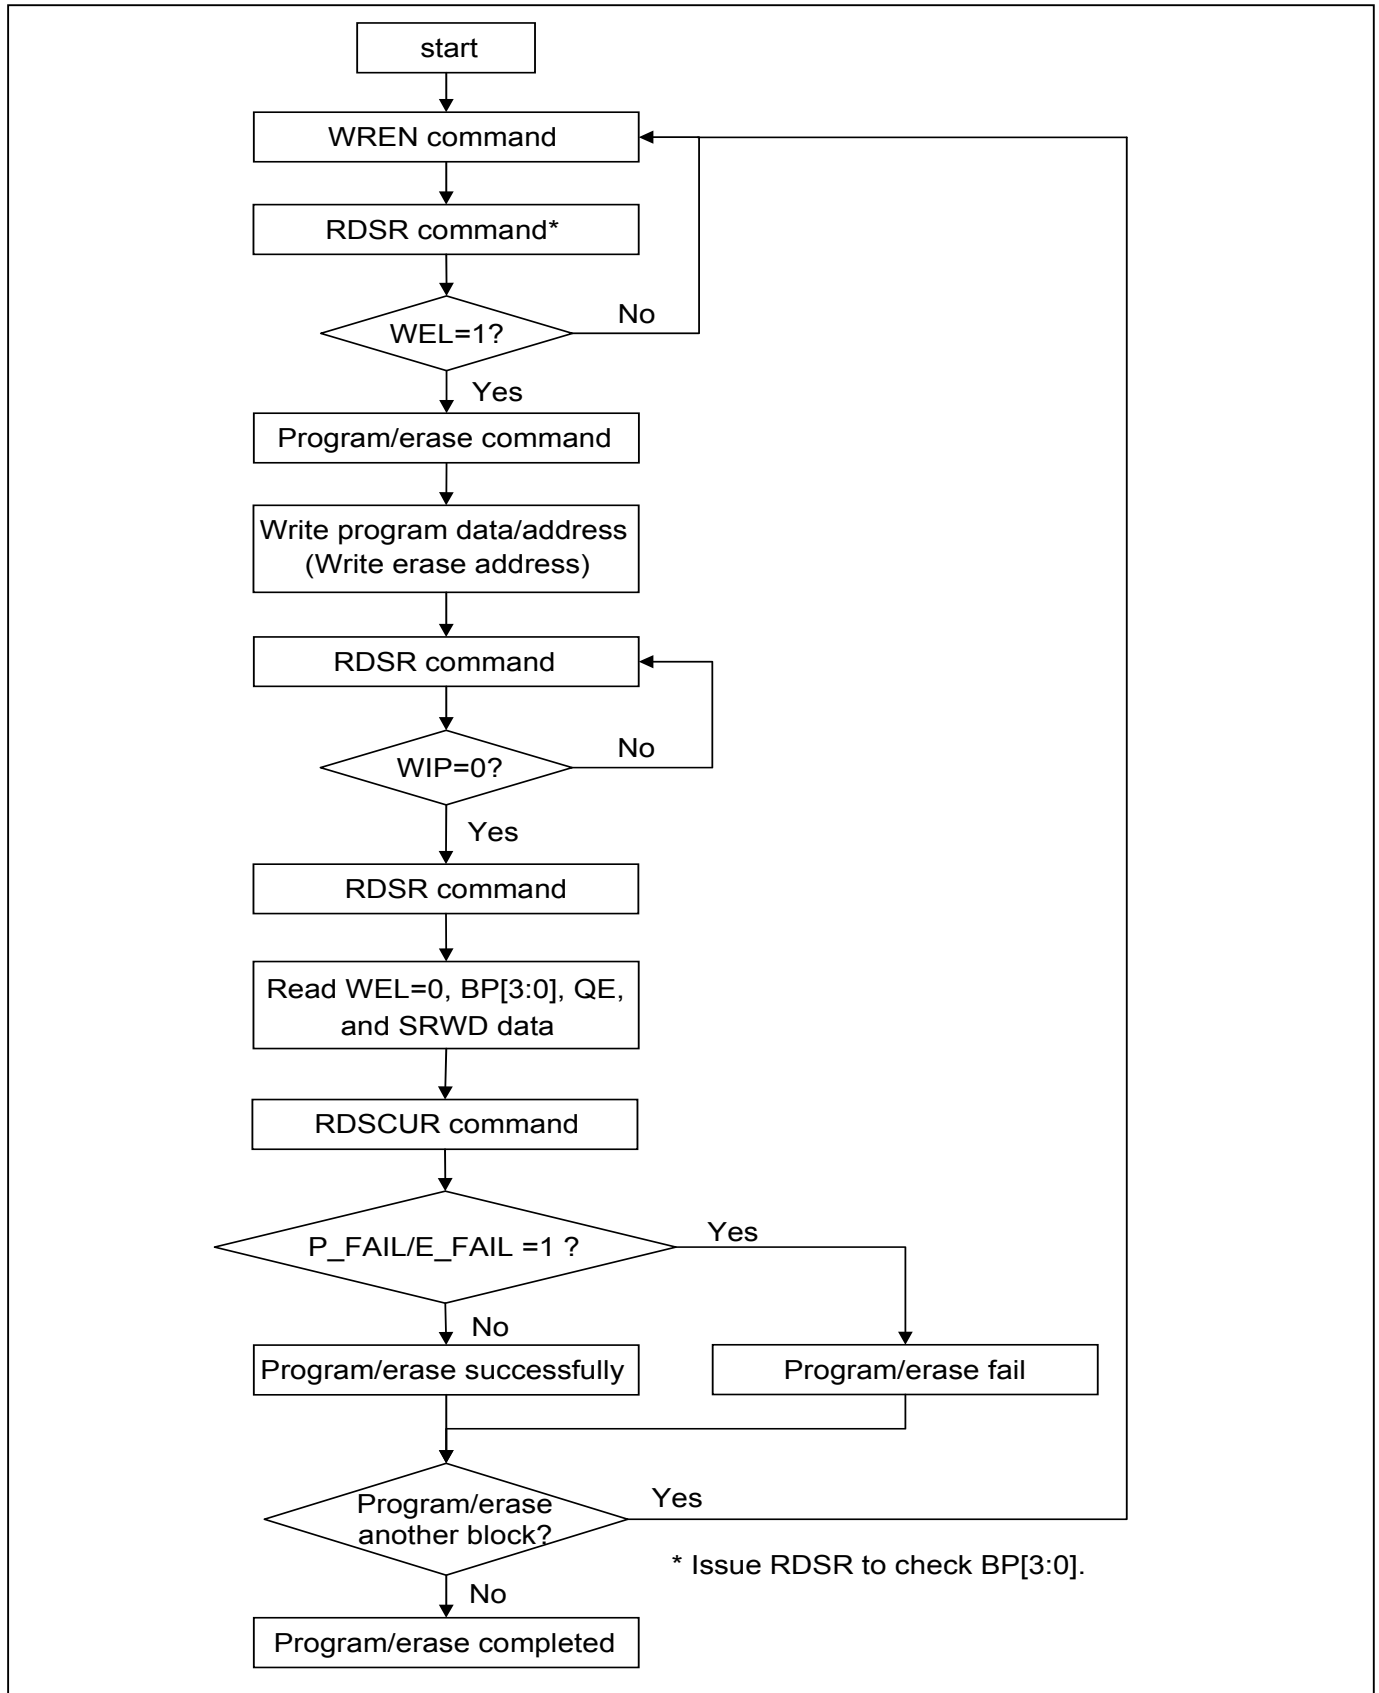 start
WREN command
RDSR command*
WEL=1?
No
Yes
Program/erase command
Write program data/address
(Write erase address)
RDSR command
WIP=0?
No
Yes
RDSR command
Read WEL=0, BP[3:0], QE,
and SRWD data
RDSCUR command
P_FAIL/E_FAIL =1 ?
Yes
No
Program/erase successfully
Program/erase fail
Program/erase
another block?
Yes
* Issue RDSR to check BP[3:0].
No
Program/erase completed